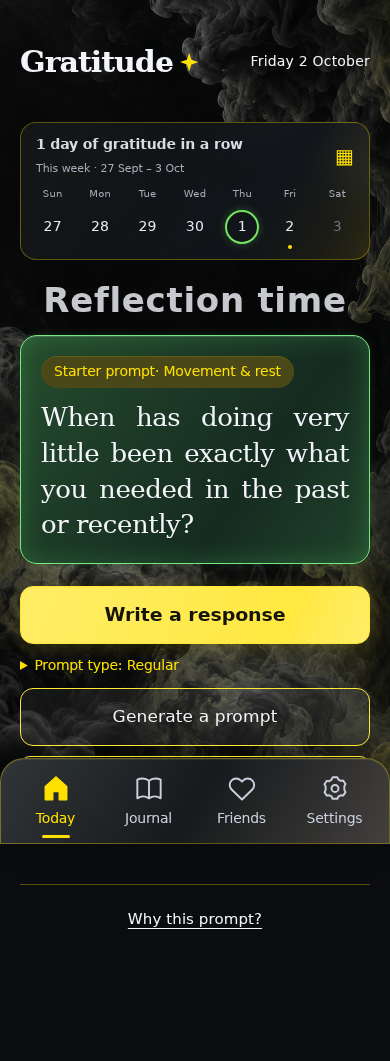 Gratitude
Friday 2 October
1 day of gratitude in a row
This week · 27 Sept – 3 Oct
Sun Mon Tue Wed Thu Fri Sat
27 28 29 30 1 2 3
Reflection time
Starter prompt· Movement & rest
When has doing very
little been exactly what
you needed in the past
or recently?
Write a response
Prompt type: Regular
Generate a prompt
Today Journal Friends Settings
Why this prompt?